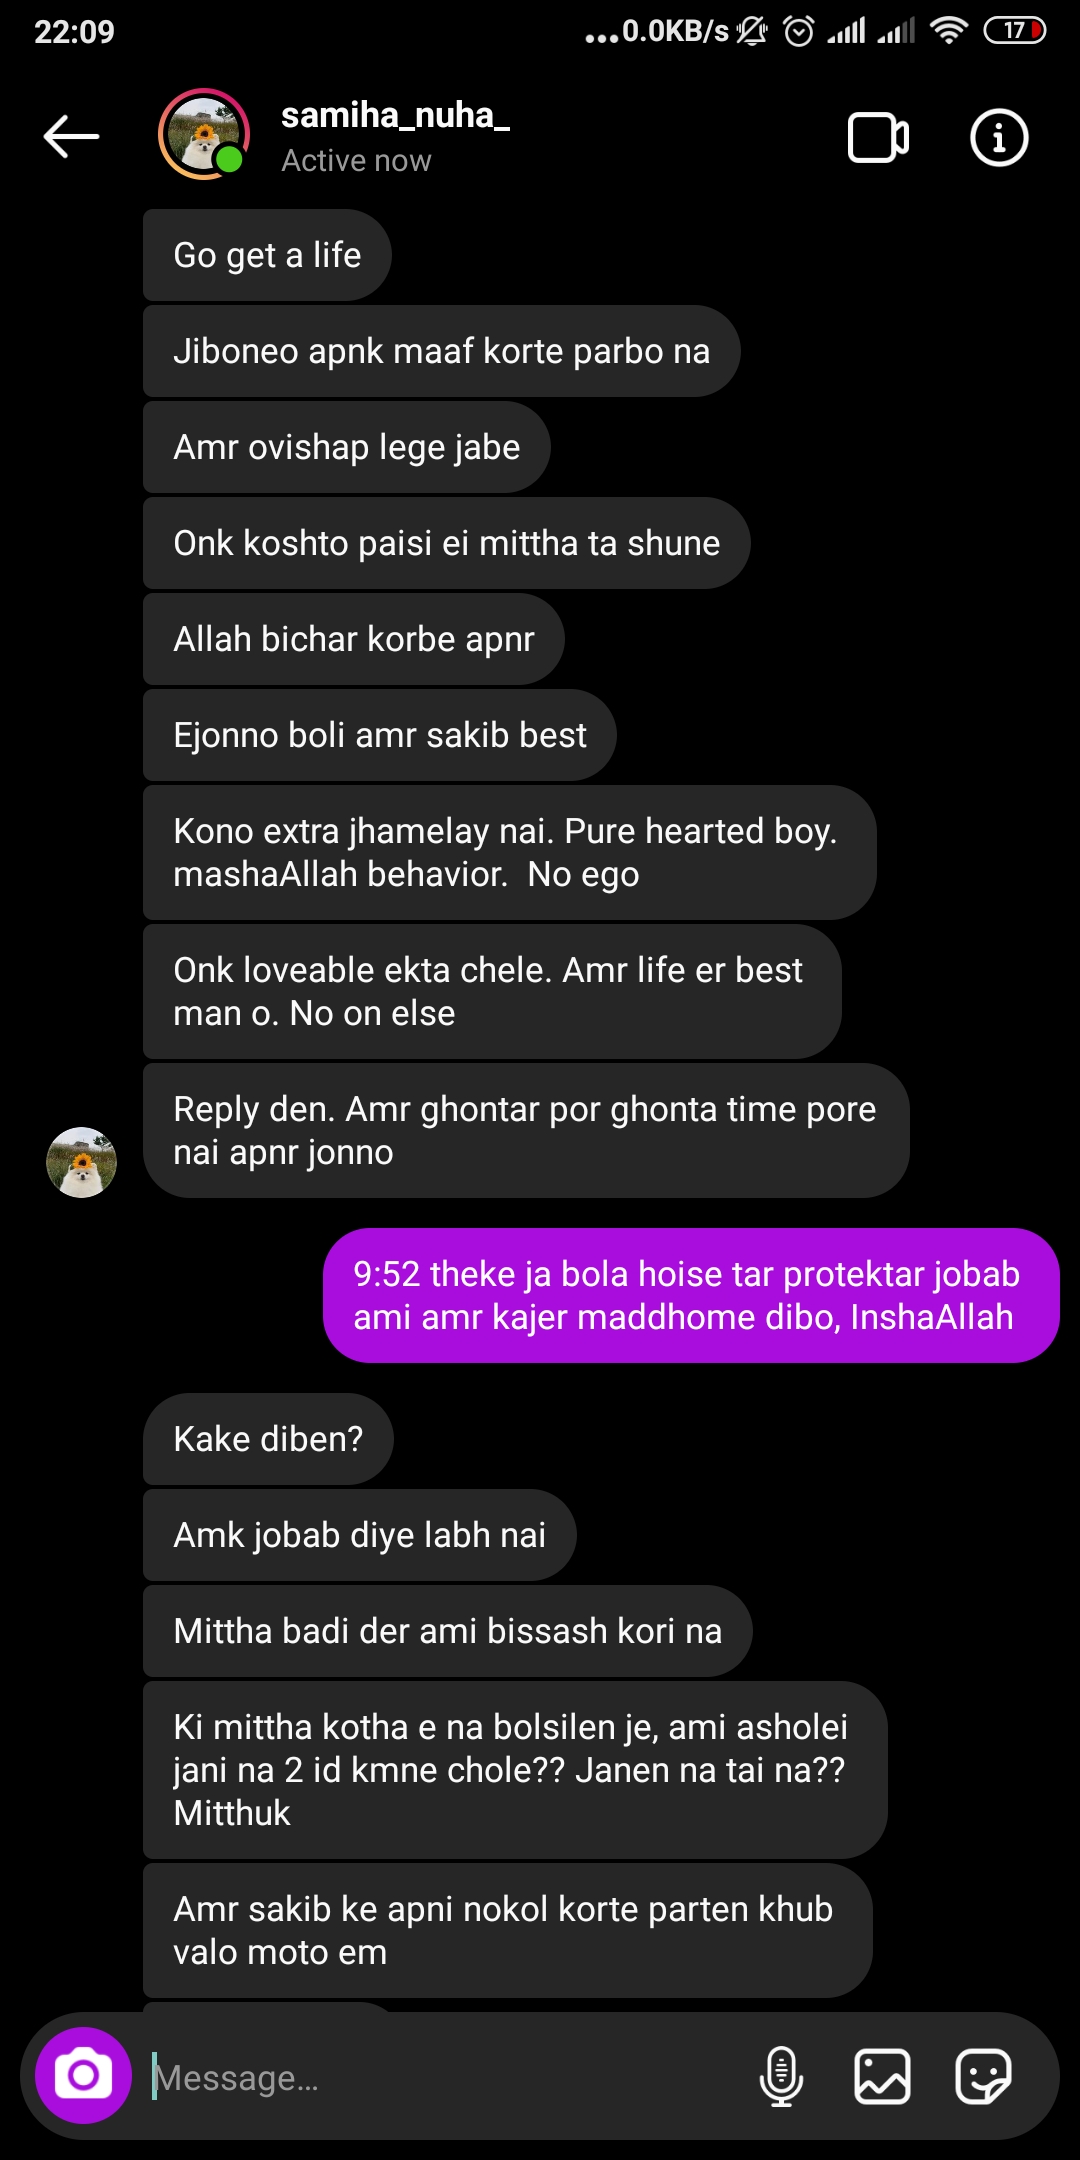 22:09
...0.0KB/s
17
samiha_nuha_
Active now
Go get a life
Jiboneo apnk maaf korte parbo na
Amr ovishap lege jabe
Onk koshto paisi ei mittha ta shune
Allah bichar korbe apnr
Ejonno boli amr sakib best
Kono extra jhamelay nai. Pure hearted boy.
mashaAllah behavior.  No ego
Onk loveable ekta chele. Amr life er best
man o. No on else
Reply den. Amr ghontar por ghonta time pore
nai apnr jonno
9:52 theke ja bola hoise tar protektar jobab
ami amr kajer maddhome dibo, InshaAllah
Kake diben?
Amk jobab diye labh nai
Mittha badi der ami bissash kori na
Ki mittha kotha e na bolsilen je, ami asholei
jani na 2 id kmne chole?? Janen na tai na??
Mitthuk
Amr sakib ke apni nokol korte parten khub
valo moto em
Message...